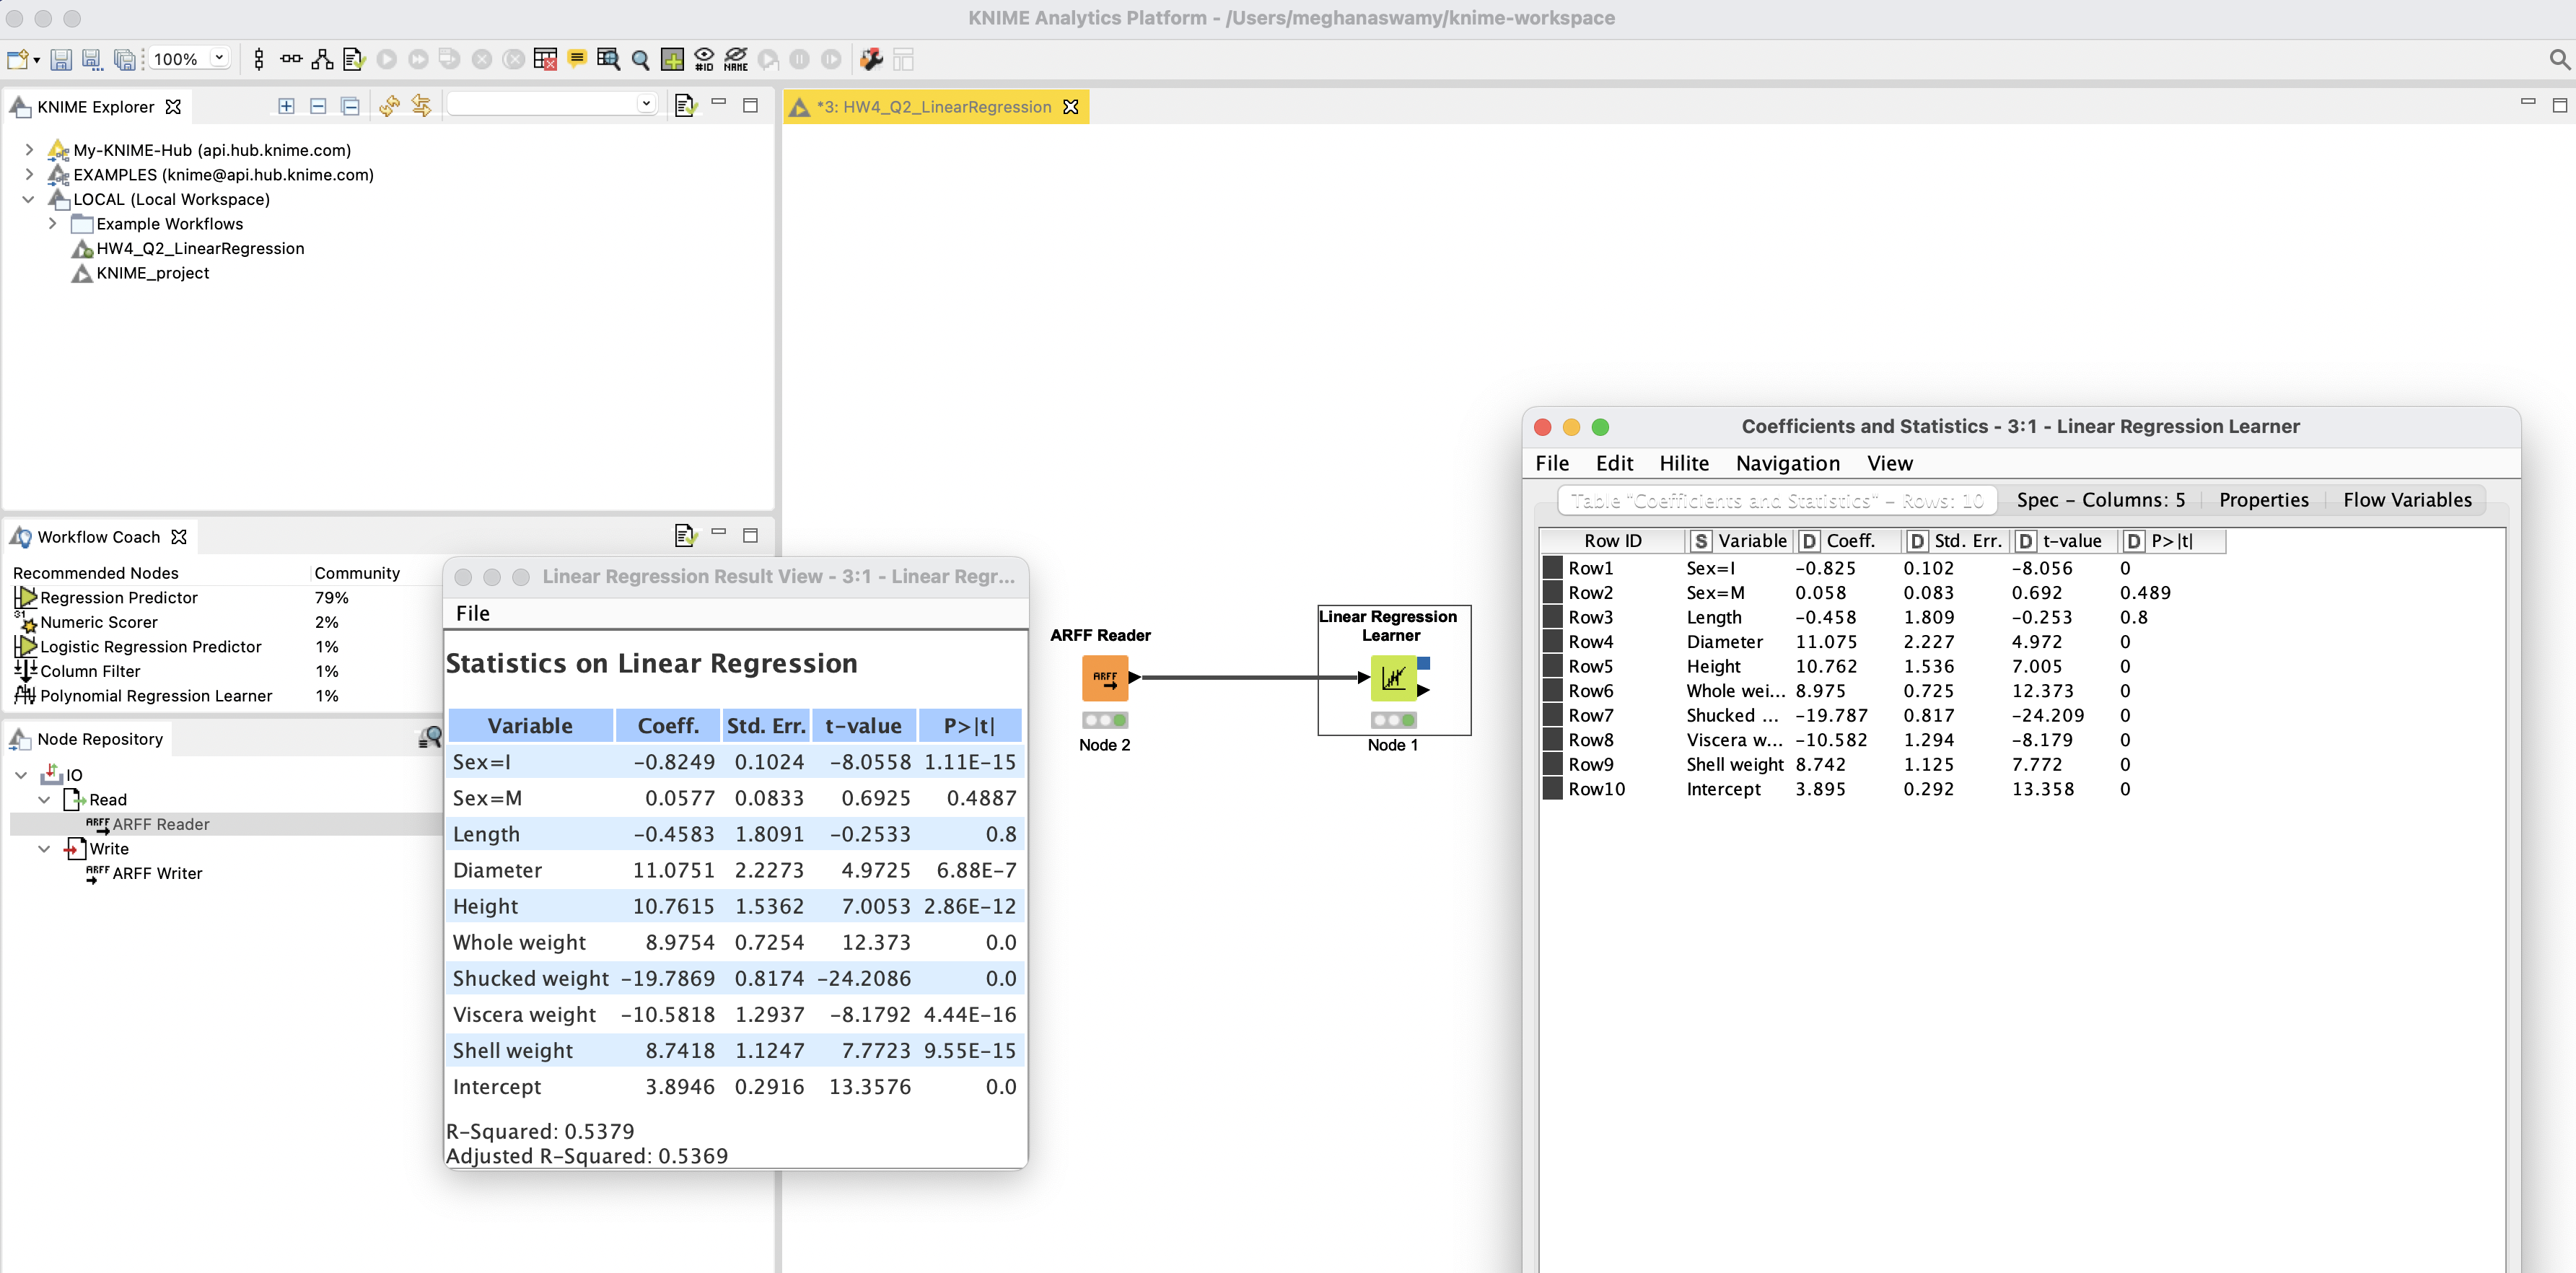 KNIME Analytics Platform - /Users/meghanaswamy/knime-workspace
100%
#ID
NAME
KNIME Explorer
My-KNIME-Hub (api.hub.knime.com)
EXAMPLES (knime@api.hub.knime.com)
LOCAL (Local Workspace)
Example Workflows
HW4_Q2_LinearRegression
KNIME_project
*3: HW4_Q2_LinearRegression
Workflow Coach
Recommended Nodes Community
Regression Predictor 79%
Numeric Scorer 2%
Logistic Regression Predictor 1%
Column Filter 1%
Polynomial Regression Learner 1%
Node Repository
IO
Read
ARFF ARFF Reader
Write
ARFF ARFF Writer
Linear Regression Result View - 3:1 - Linear Regr...
File
Statistics on Linear Regression
Variable Coeff. Std. Err. t-value P>|t|
Sex=I -0.8249 0.1024 -8.0558 1.11E-15
Sex=M 0.0577 0.0833 0.6925 0.4887
Length -0.4583 1.8091 -0.2533 0.8
Diameter 11.0751 2.2273 4.9725 6.88E-7
Height 10.7615 1.5362 7.0053 2.86E-12
Whole weight 8.9754 0.7254 12.373 0.0
Shucked weight -19.7869 0.8174 -24.2086 0.0
Viscera weight -10.5818 1.2937 -8.1792 4.44E-16
Shell weight 8.7418 1.1247 7.7723 9.55E-15
Intercept 3.8946 0.2916 13.3576 0.0
R-Squared: 0.5379
Adjusted R-Squared: 0.5369
ARFF Reader
ARFF
Node 2
Linear Regression
Learner
Node 1
Coefficients and Statistics - 3:1 - Linear Regression Learner
File Edit Hilite Navigation View
Table "Coefficients and Statistics" - Rows: 10 Spec - Columns: 5 Properties Flow Variables
Row ID S Variable D Coeff. D Std. Err. D t-value D P>|t|
Row1 Sex=I -0.825 0.102 -8.056 0
Row2 Sex=M 0.058 0.083 0.692 0.489
Row3 Length -0.458 1.809 -0.253 0.8
Row4 Diameter 11.075 2.227 4.972 0
Row5 Height 10.762 1.536 7.005 0
Row6 Whole wei... 8.975 0.725 12.373 0
Row7 Shucked ... -19.787 0.817 -24.209 0
Row8 Viscera w... -10.582 1.294 -8.179 0
Row9 Shell weight 8.742 1.125 7.772 0
Row10 Intercept 3.895 0.292 13.358 0